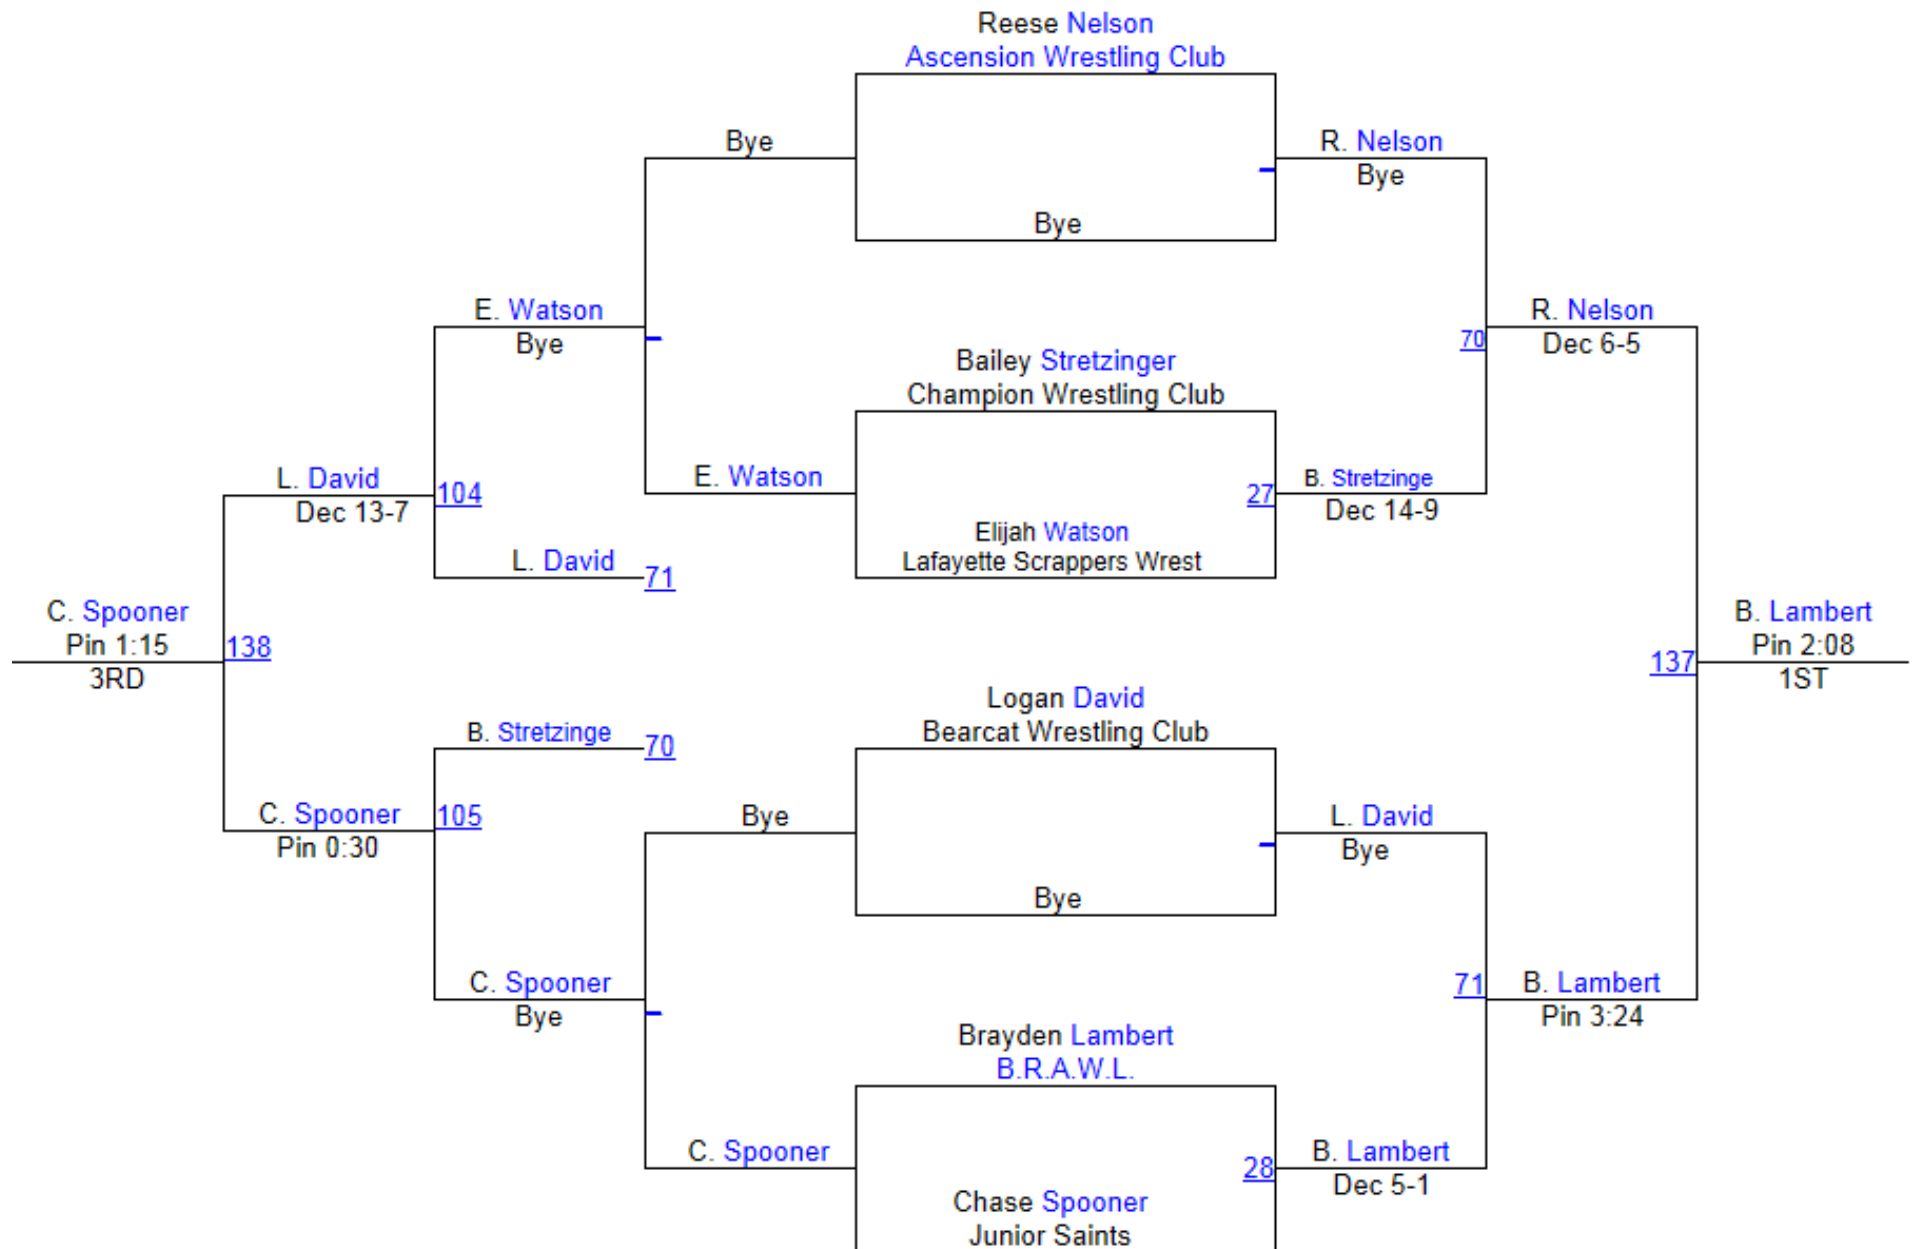 Reese Nelson
Ascension Wrestling Club
Bye
R. Nelson
Bye
Bye
E. Watson
Bye
R. Nelson
Dec 6-5
70
Bailey Stretzinger
Champion Wrestling Club
L. David
Dec 13-7
104
E. Watson
27
B. Stretzinge
Dec 14-9
Elijah Watson
Lafayette Scrappers Wrest
L. David
71
C. Spooner
Pin 1:15
3RD
138
B. Lambert
Pin 2:08
1ST
137
Logan David
Bearcat Wrestling Club
B. Stretzinge
70
C. Spooner
Pin 0:30
105
Bye
L. David
Bye
Bye
C. Spooner
Bye
71
B. Lambert
Pin 3:24
Brayden Lambert
B.R.A.W.L.
C. Spooner
28
B. Lambert
Dec 5-1
Chase Spooner
Junior Saints